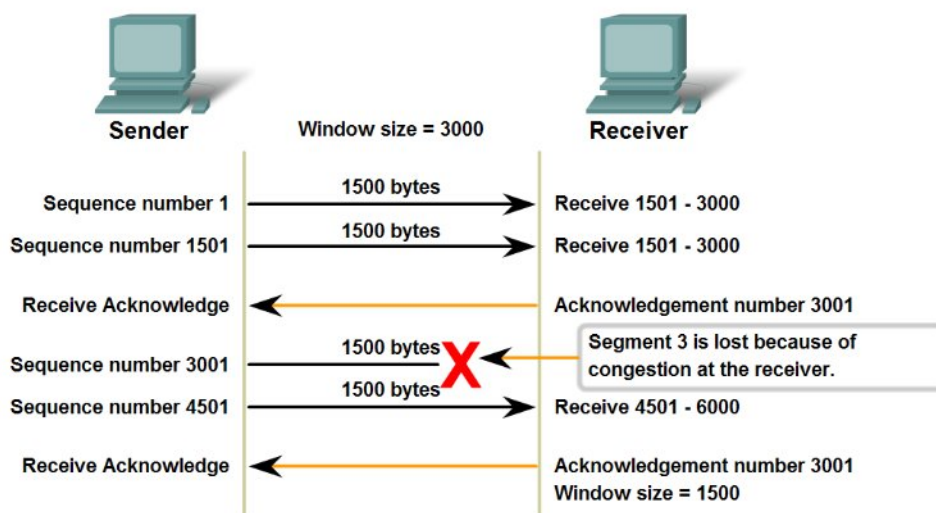 Sender
Window size = 3000
Receiver
Sequence number 1
1500 bytes
Receive 1501 - 3000
Sequence number 1501
1500 bytes
Receive 1501 - 3000
Receive Acknowledge
Acknowledgement number 3001
Sequence number 3001
1500 bytes
X
Segment 3 is lost because of
congestion at the receiver.
Sequence number 4501
1500 bytes
Receive 4501 - 6000
Receive Acknowledge
Acknowledgement number 3001
Window size = 1500